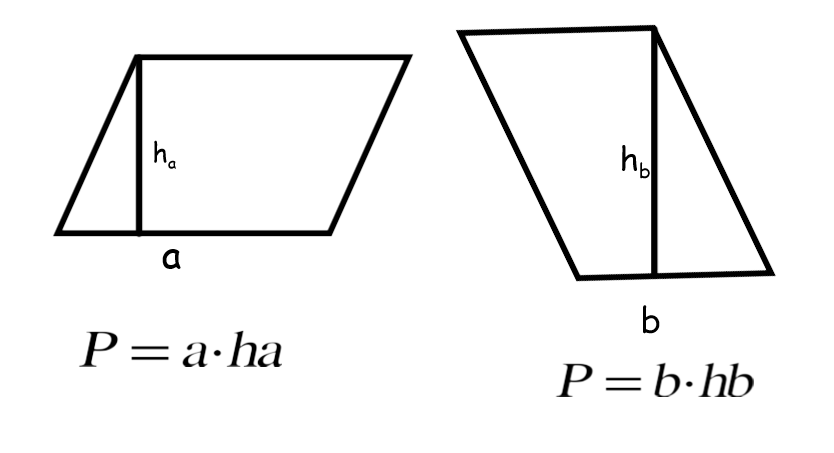 hₐ
a
P = a·ha
h_b
b
P = b·hb